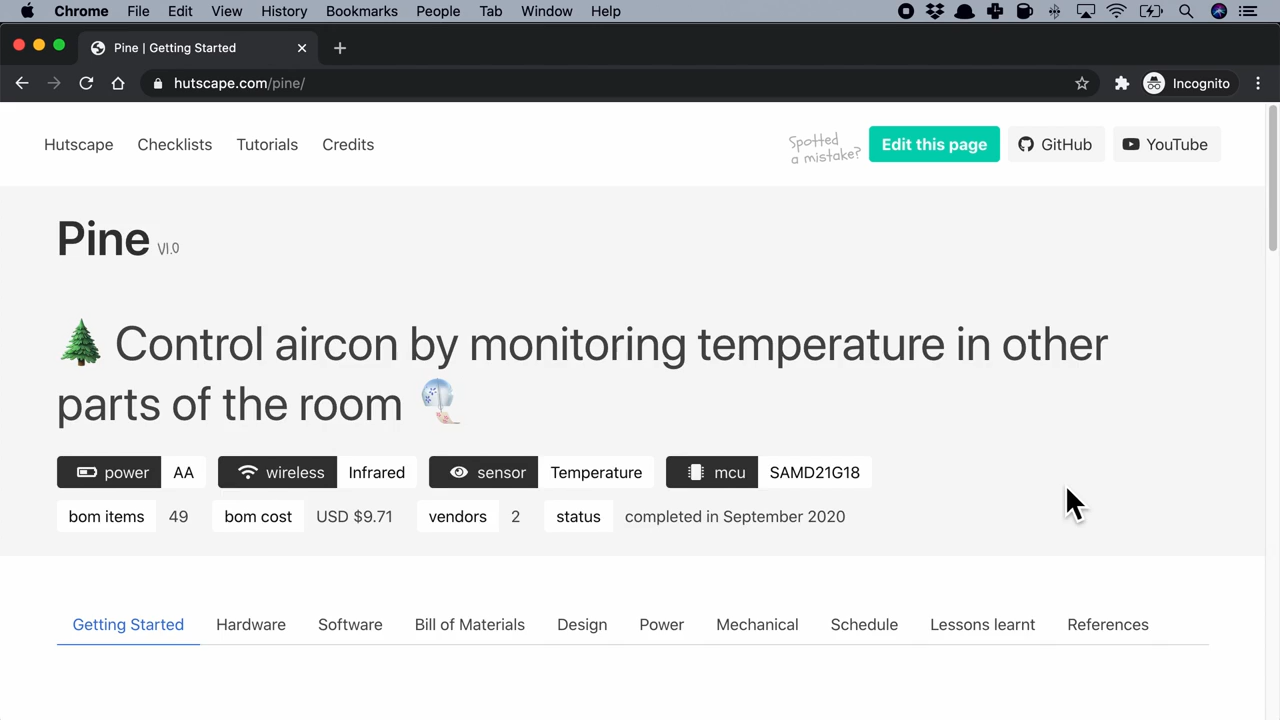 Chrome File Edit View History Bookmarks People Tab Window Help
Pine | Getting Started
hutscape.com/pine/
Incognito
Hutscape Checklists Tutorials Credits
Spotted
a mistake?
Edit this page
GitHub
YouTube
Pine V1.0
Control aircon by monitoring temperature in other
parts of the room
power AA wireless Infrared sensor Temperature mcu SAMD21G18
bom items 49 bom cost USD $9.71 vendors 2 status completed in September 2020
Getting Started Hardware Software Bill of Materials Design Power Mechanical Schedule Lessons learnt References